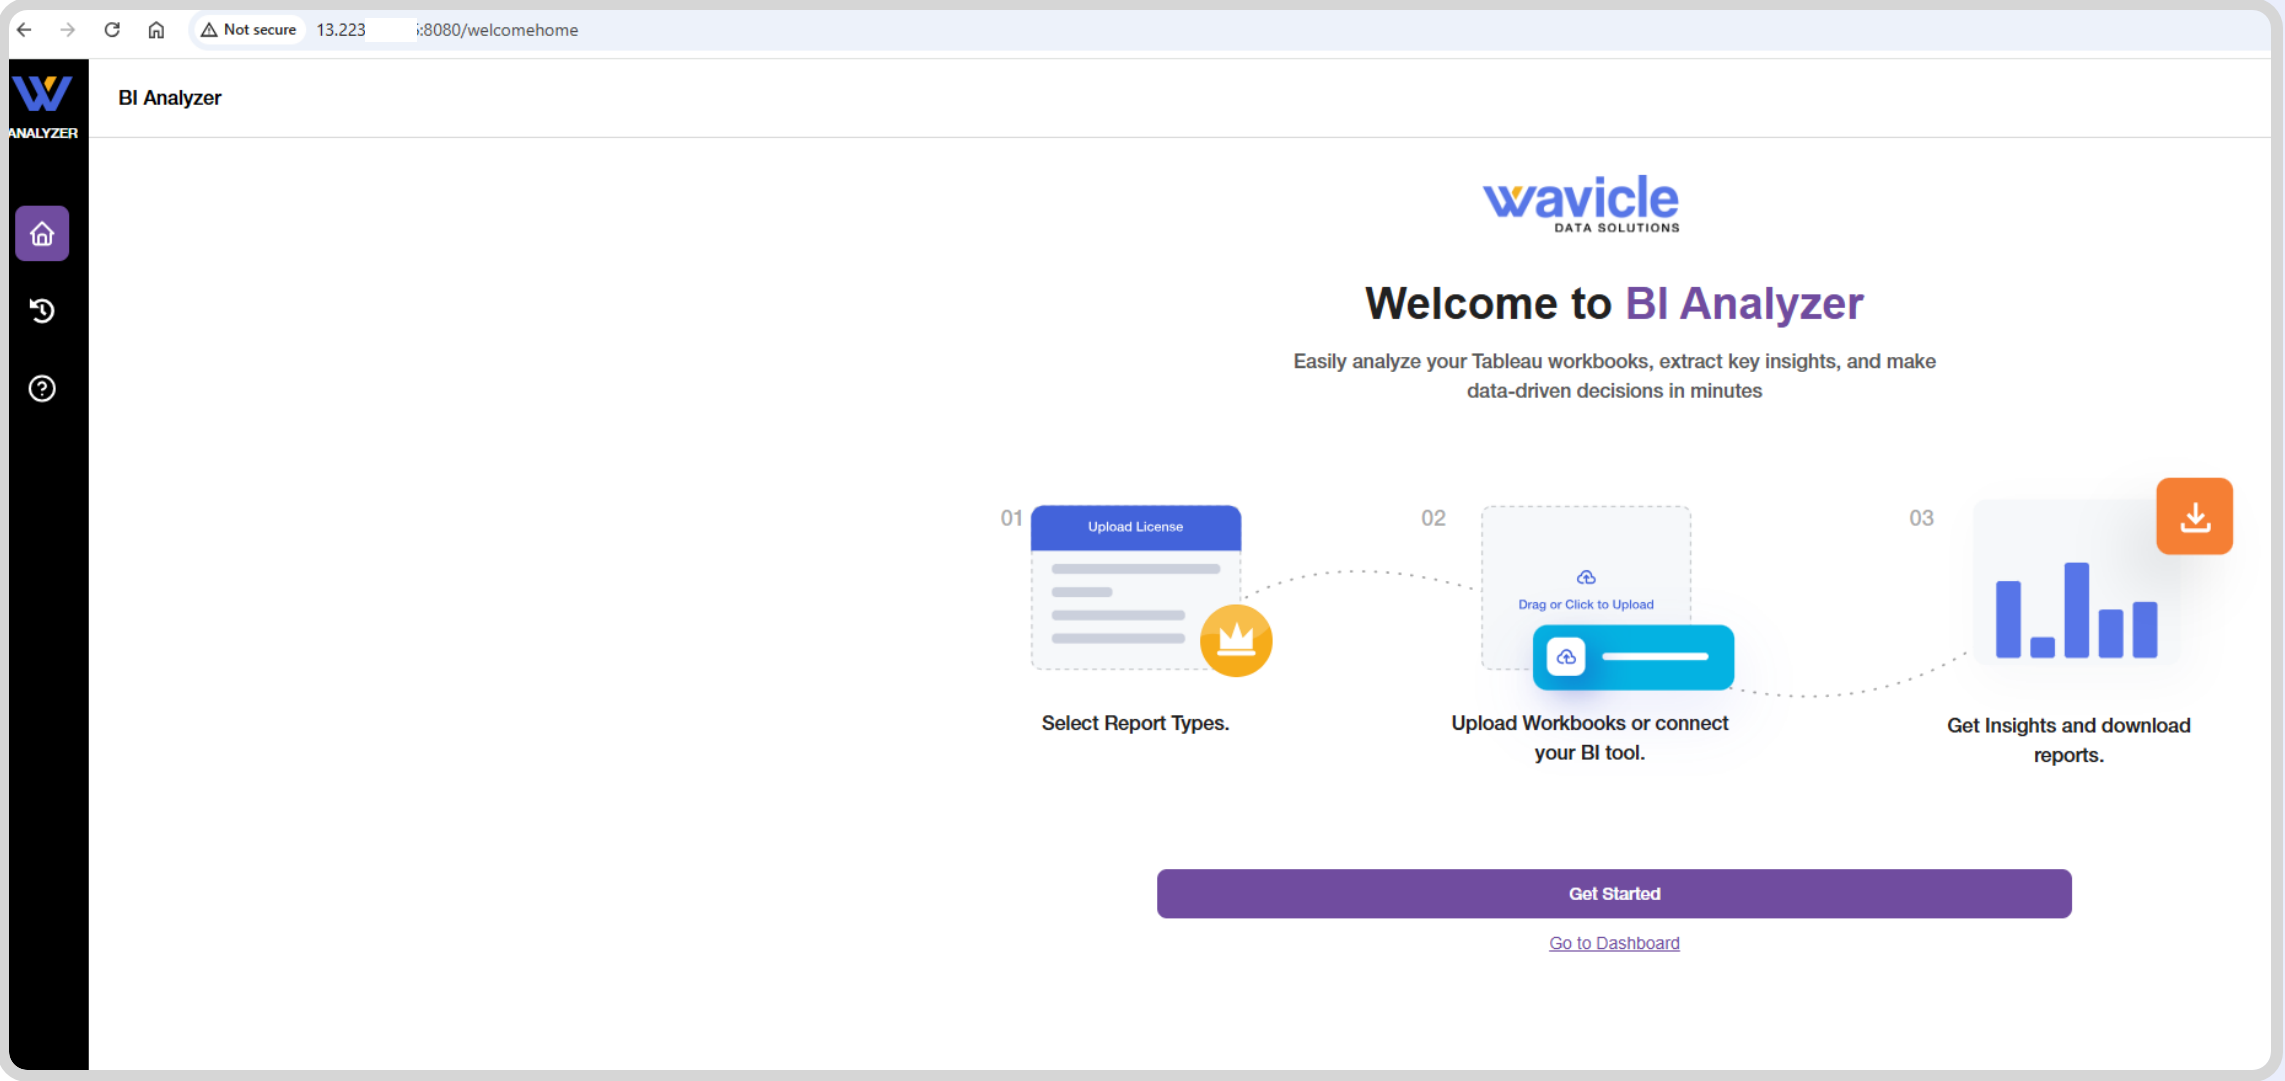 Not secure
13.223
:8080/welcomehome
ANALYZER
BI Analyzer
wavicle
DATA SOLUTIONS
Welcome to BI Analyzer
Easily analyze your Tableau workbooks, extract key insights, and make
data-driven decisions in minutes
01
Upload License
Select Report Types.
02
Drag or Click to Upload
Upload Workbooks or connect
your BI tool.
03
Get Insights and download
reports.
Get Started
Go to Dashboard